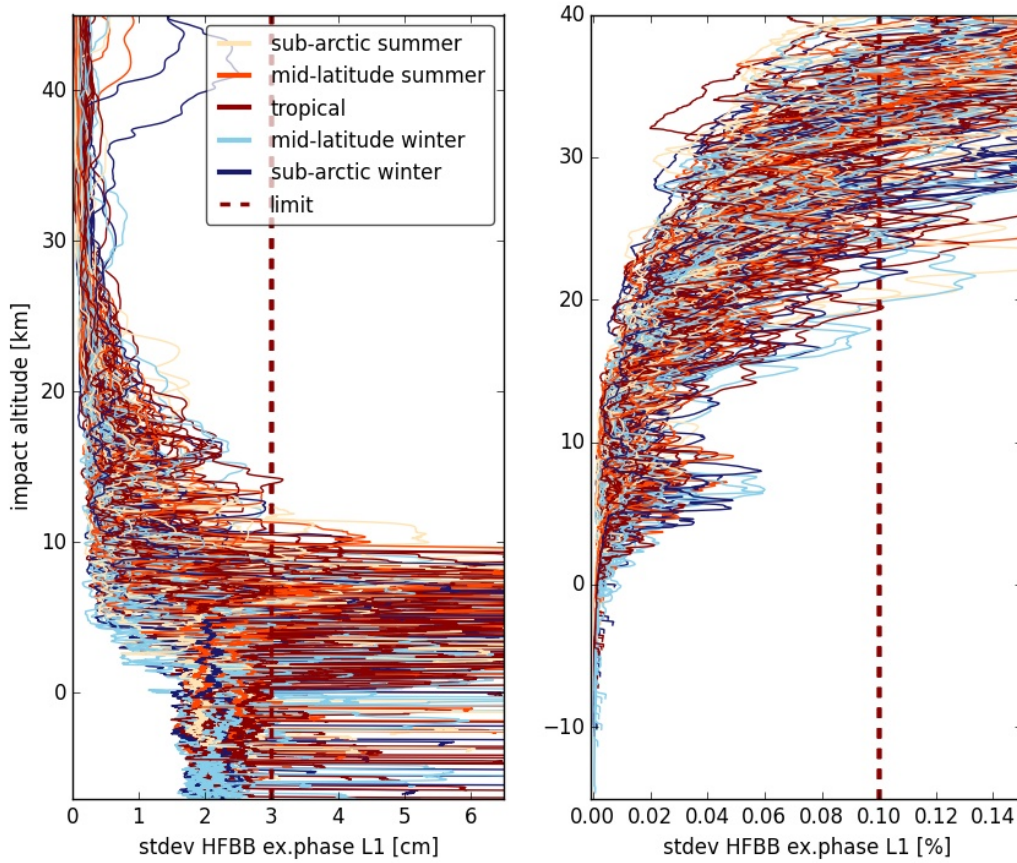 sub-arctic summer
mid-latitude summer
tropical
mid-latitude winter
sub-arctic winter
limit
impact altitude [km]
40
30
20
10
0
0
1
2
3
4
5
6
stdev HFBB ex.phase L1 [cm]
40
30
20
10
0
−10
0.00
0.02
0.04
0.06
0.08
0.10
0.12
0.14
stdev HFBB ex.phase L1 [%]